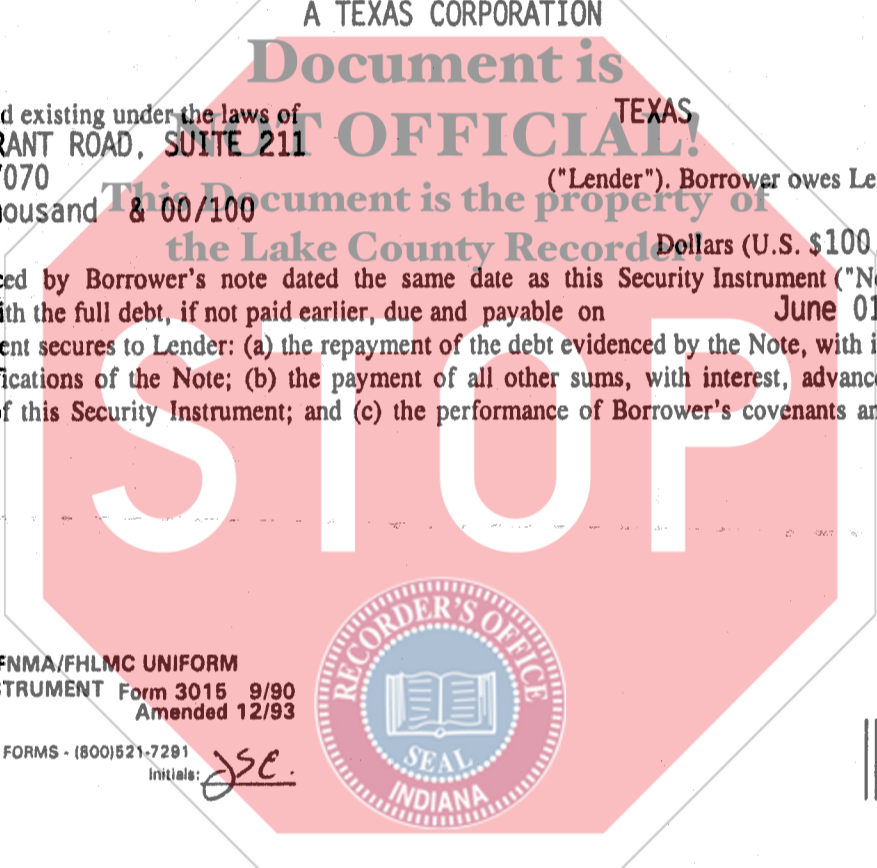 A TEXAS CORPORATION
Document is
d existing under the laws of TEXAS
NOT OFFICIAL!
RANT ROAD, SUITE 211
7070 ("Lender"). Borrower owes Le
This Document is the property of
ousand & 00/100
the Lake County Recorder!
Dollars (U.S. $100
ced by Borrower's note dated the same date as this Security Instrument ("No
ith the full debt, if not paid earlier, due and payable on June 01
ent secures to Lender: (a) the repayment of the debt evidenced by the Note, with i
fications of the Note; (b) the payment of all other sums, with interest, advance
f this Security Instrument; and (c) the performance of Borrower's covenants an
STOP
RECORDER'S OFFICE
SEAL
INDIANA
FNMA/FHLMC UNIFORM
TRUMENT Form 3015 9/90
Amended 12/93
FORMS - (800)521-7291
Initials: JSC.